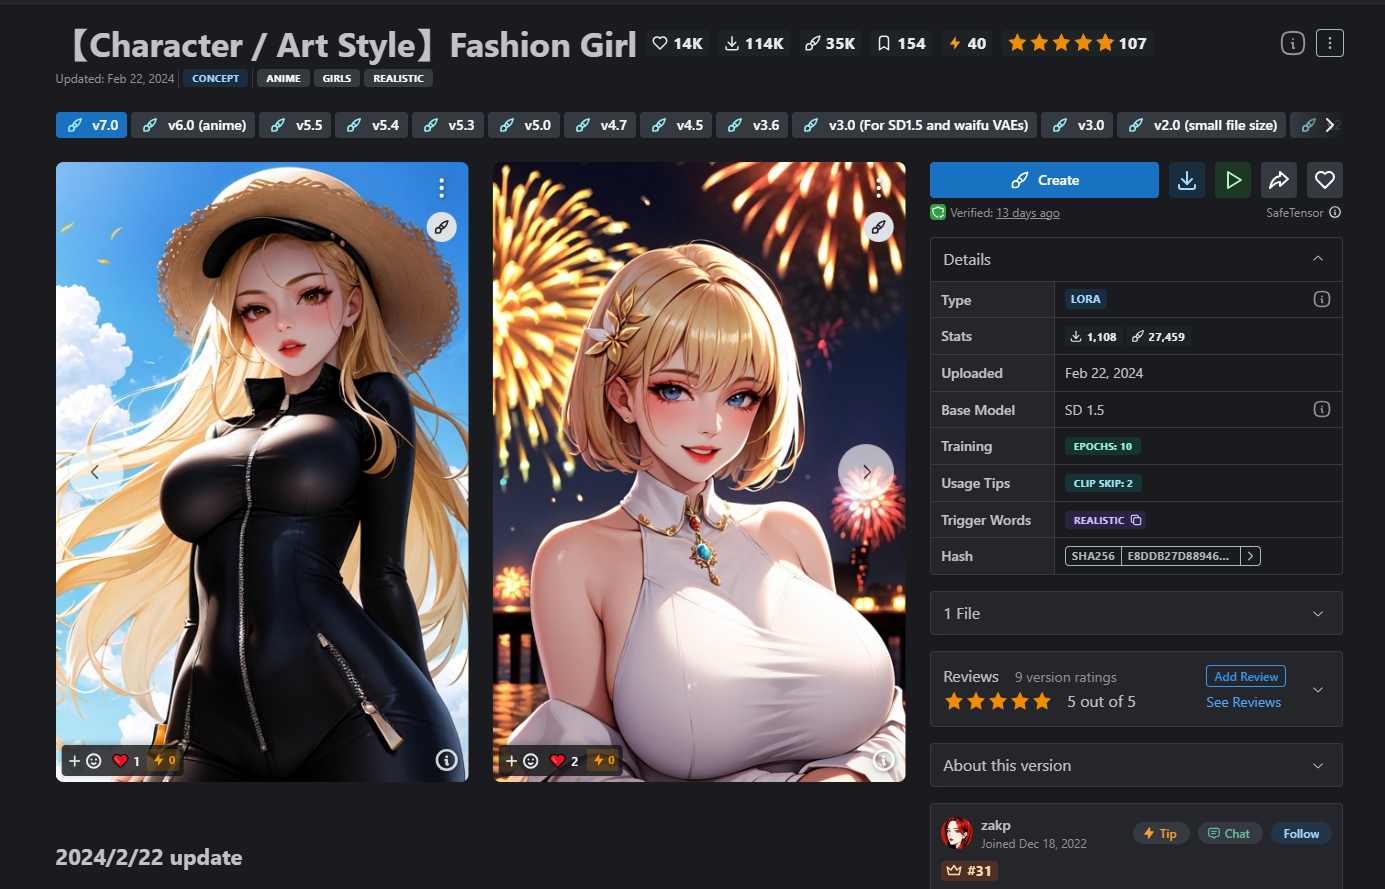 【Character / Art Style】Fashion Girl 14K 114K 35K 154 40 107
Updated: Feb 22, 2024 CONCEPT ANIME GIRLS REALISTIC
v7.0 v6.0 (anime) v5.5 v5.4 v5.3 v5.0 v4.7 v4.5 v3.6 v3.0 (For SD1.5 and waifu VAEs) v3.0 v2.0 (small file size)
Create
Verified: 13 days ago SafeTensor
Details
Type LORA
Stats 1,108 27,459
Uploaded Feb 22, 2024
Base Model SD 1.5
Training EPOCHS: 10
Usage Tips CLIP SKIP: 2
Trigger Words REALISTIC
Hash SHA256 E8DDB27D88946...
1 File
Reviews 9 version ratings Add Review
5 out of 5 See Reviews
1 0
2 0
About this version
zakp
Joined Dec 18, 2022
Tip Chat Follow
#31
2024/2/22 update